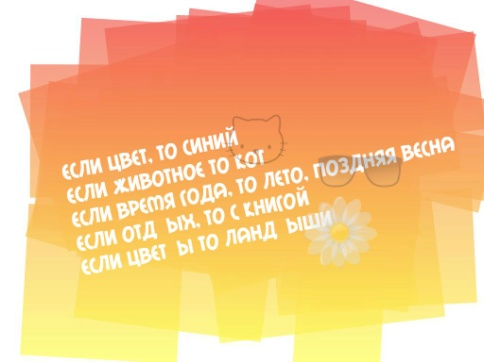 ЕСЛИ ЦВЕТ, ТО СИНИЙ
ЕСЛИ ЖИВОТНОЕ ТО КОТ
ЕСЛИ ВРЕМЯ ГОДА, ТО ЛЕТО, ПОЗДНЯЯ ВЕСНА
ЕСЛИ ОТД ЫХ, ТО С КНИГОЙ
ЕСЛИ ЦВЕТ Ы ТО ЛАНД ЫШИ